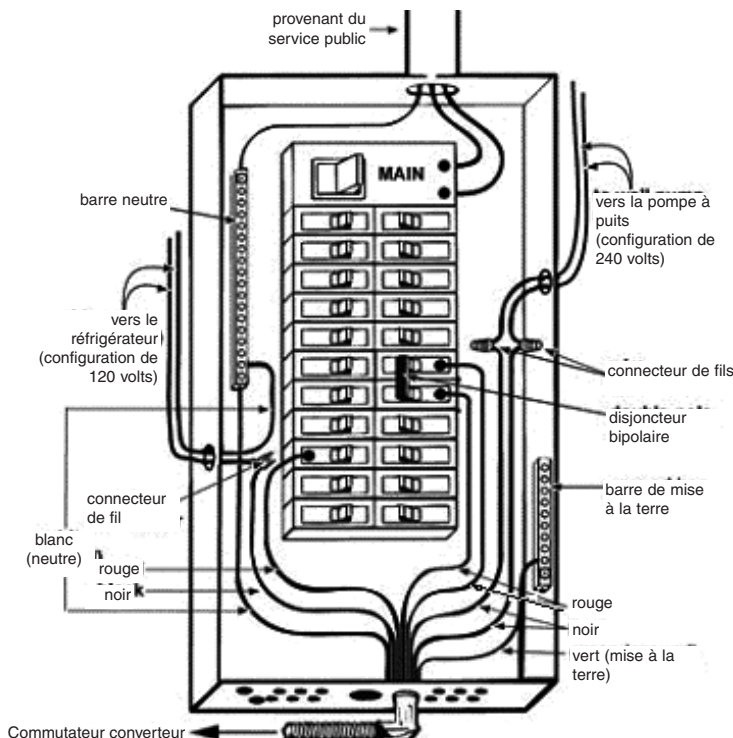 provenant du
service public
MAIN
barre neutre
vers la pompe à
puits
(configuration de
240 volts)
vers le
réfrigérateur
(configuration de
120 volts)
connecteur de fils
disjoncteur
bipolaire
connecteur
de fil
barre de mise
à la terre
blanc
(neutre)
rouge
noir
rouge
noir
vert (mise à la
terre)
Commutateur converteur